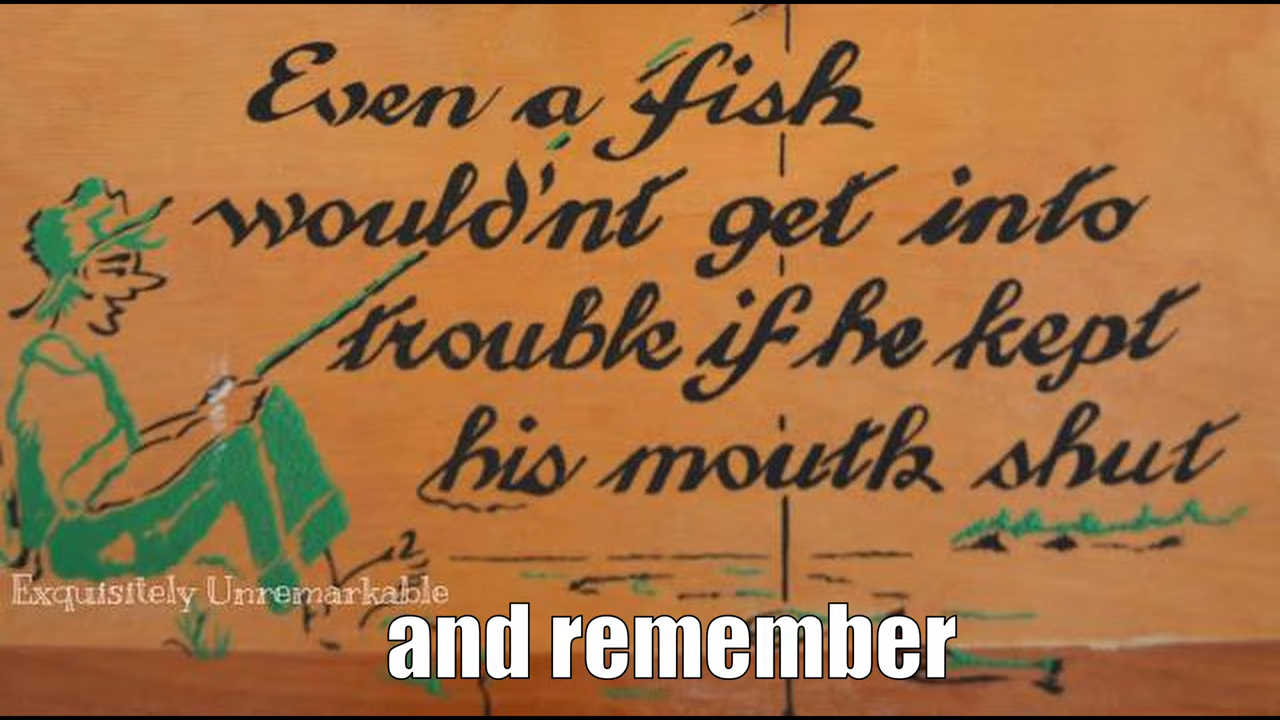 Even a fish
would'nt get into
trouble if he kept
his mouth shut
Exquisitely Unremarkable
and remember